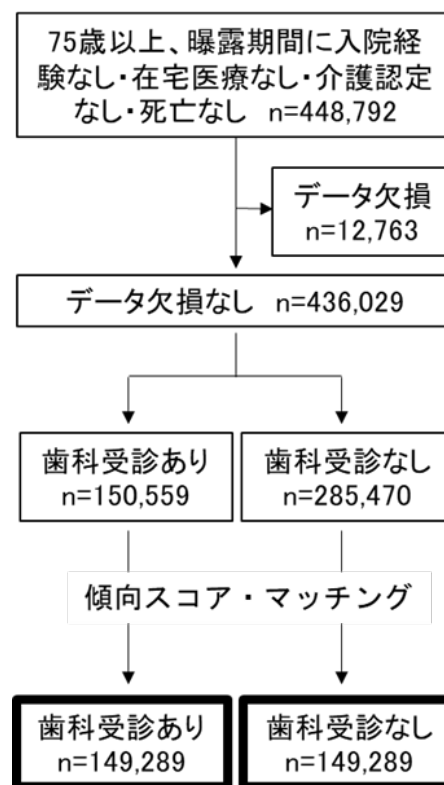 75歳以上、曝露期間に入院経
験なし・在宅医療なし・介護認定
なし・死亡なし n=448,792
データ欠損
n=12,763
データ欠損なし n=436,029
歯科受診あり
n=150,559
歯科受診なし
n=285,470
傾向スコア・マッチング
歯科受診あり
n=149,289
歯科受診なし
n=149,289